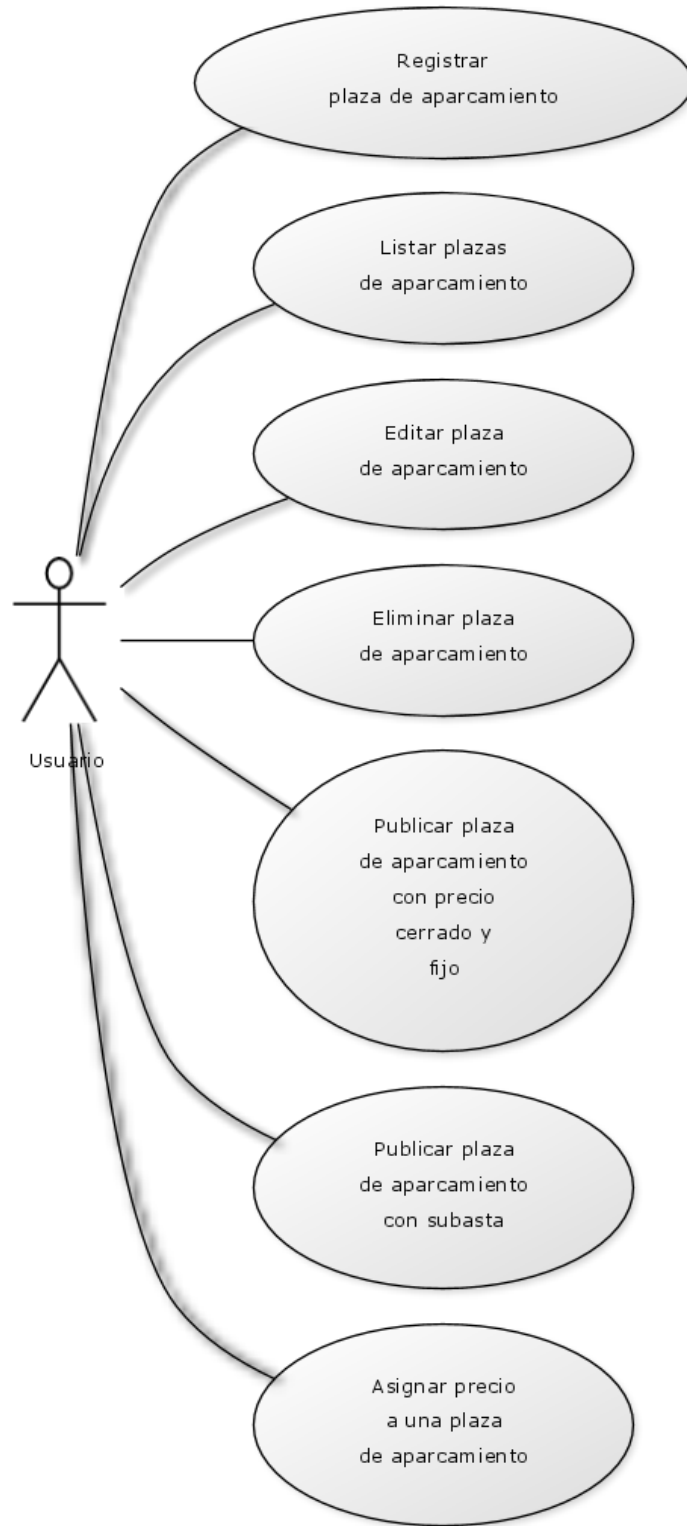 Registrar
plaza de aparcamiento
Listar plazas
de aparcamiento
Editar plaza
de aparcamiento
Eliminar plaza
de aparcamiento
Usuario
Publicar plaza
de aparcamiento
con precio
cerrado y
fijo
Publicar plaza
de aparcamiento
con subasta
Asignar precio
a una plaza
de aparcamiento